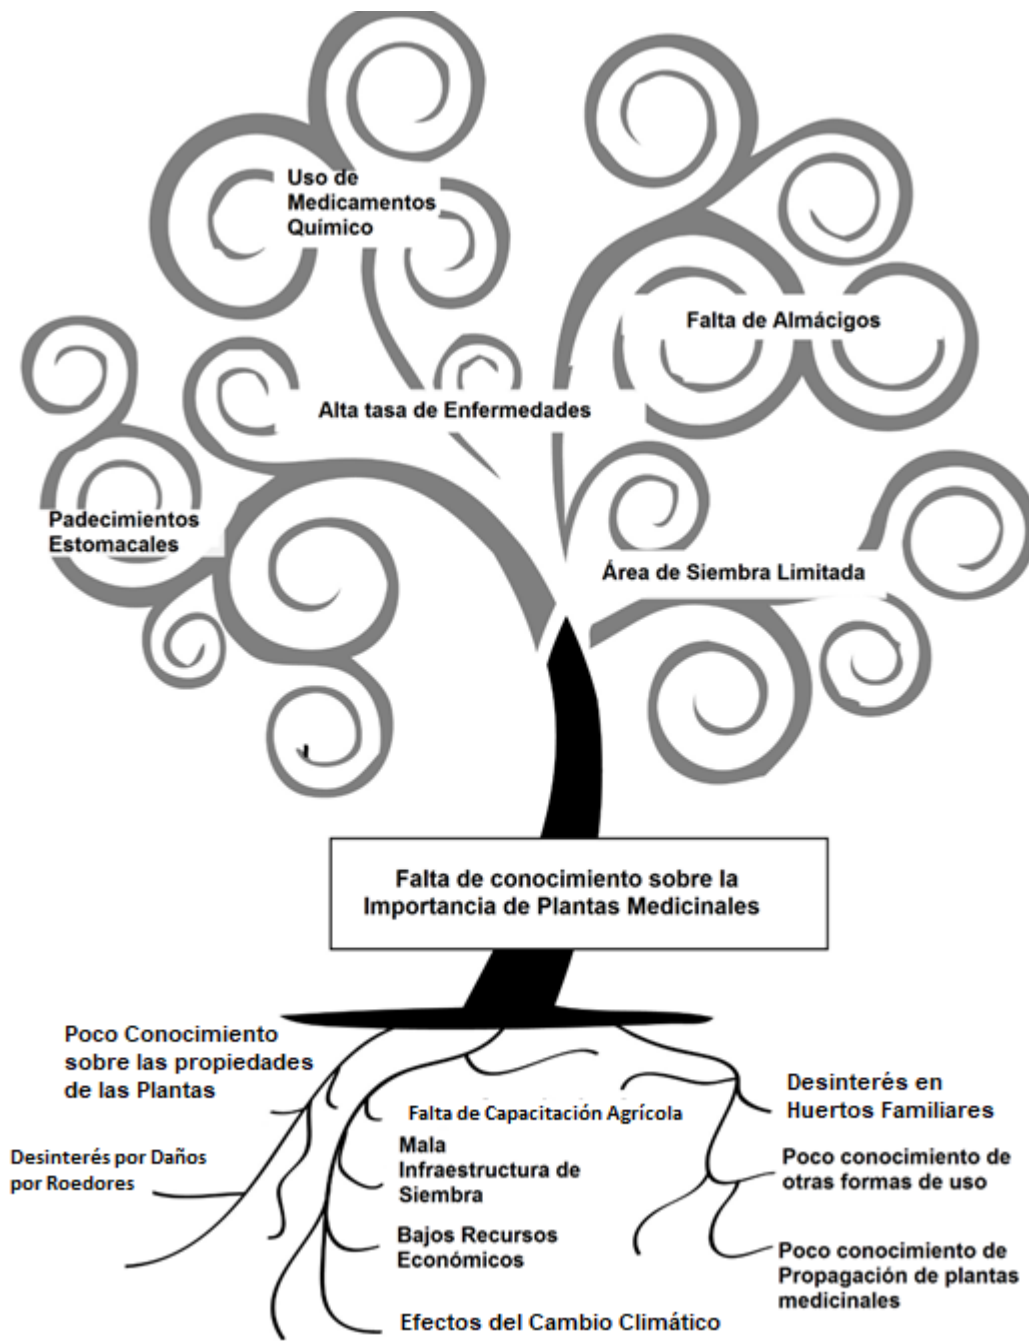 Uso de
Medicamentos
Químico
Falta de Almácigos
Alta tasa de Enfermedades
Padecimientos
Estomacales
Área de Siembra Limitada
Falta de conocimiento sobre la
Importancia de Plantas Medicinales
Poco Conocimiento
sobre las propiedades
de las Plantas
Desinterés por Daños
por Roedores
Falta de Capacitación Agrícola
Mala
Infraestructura de
Siembra
Bajos Recursos
Económicos
Efectos del Cambio Climático
Desinterés en
Huertos Familiares
Poco conocimiento de
otras formas de uso
Poco conocimiento de
Propagación de plantas
medicinales